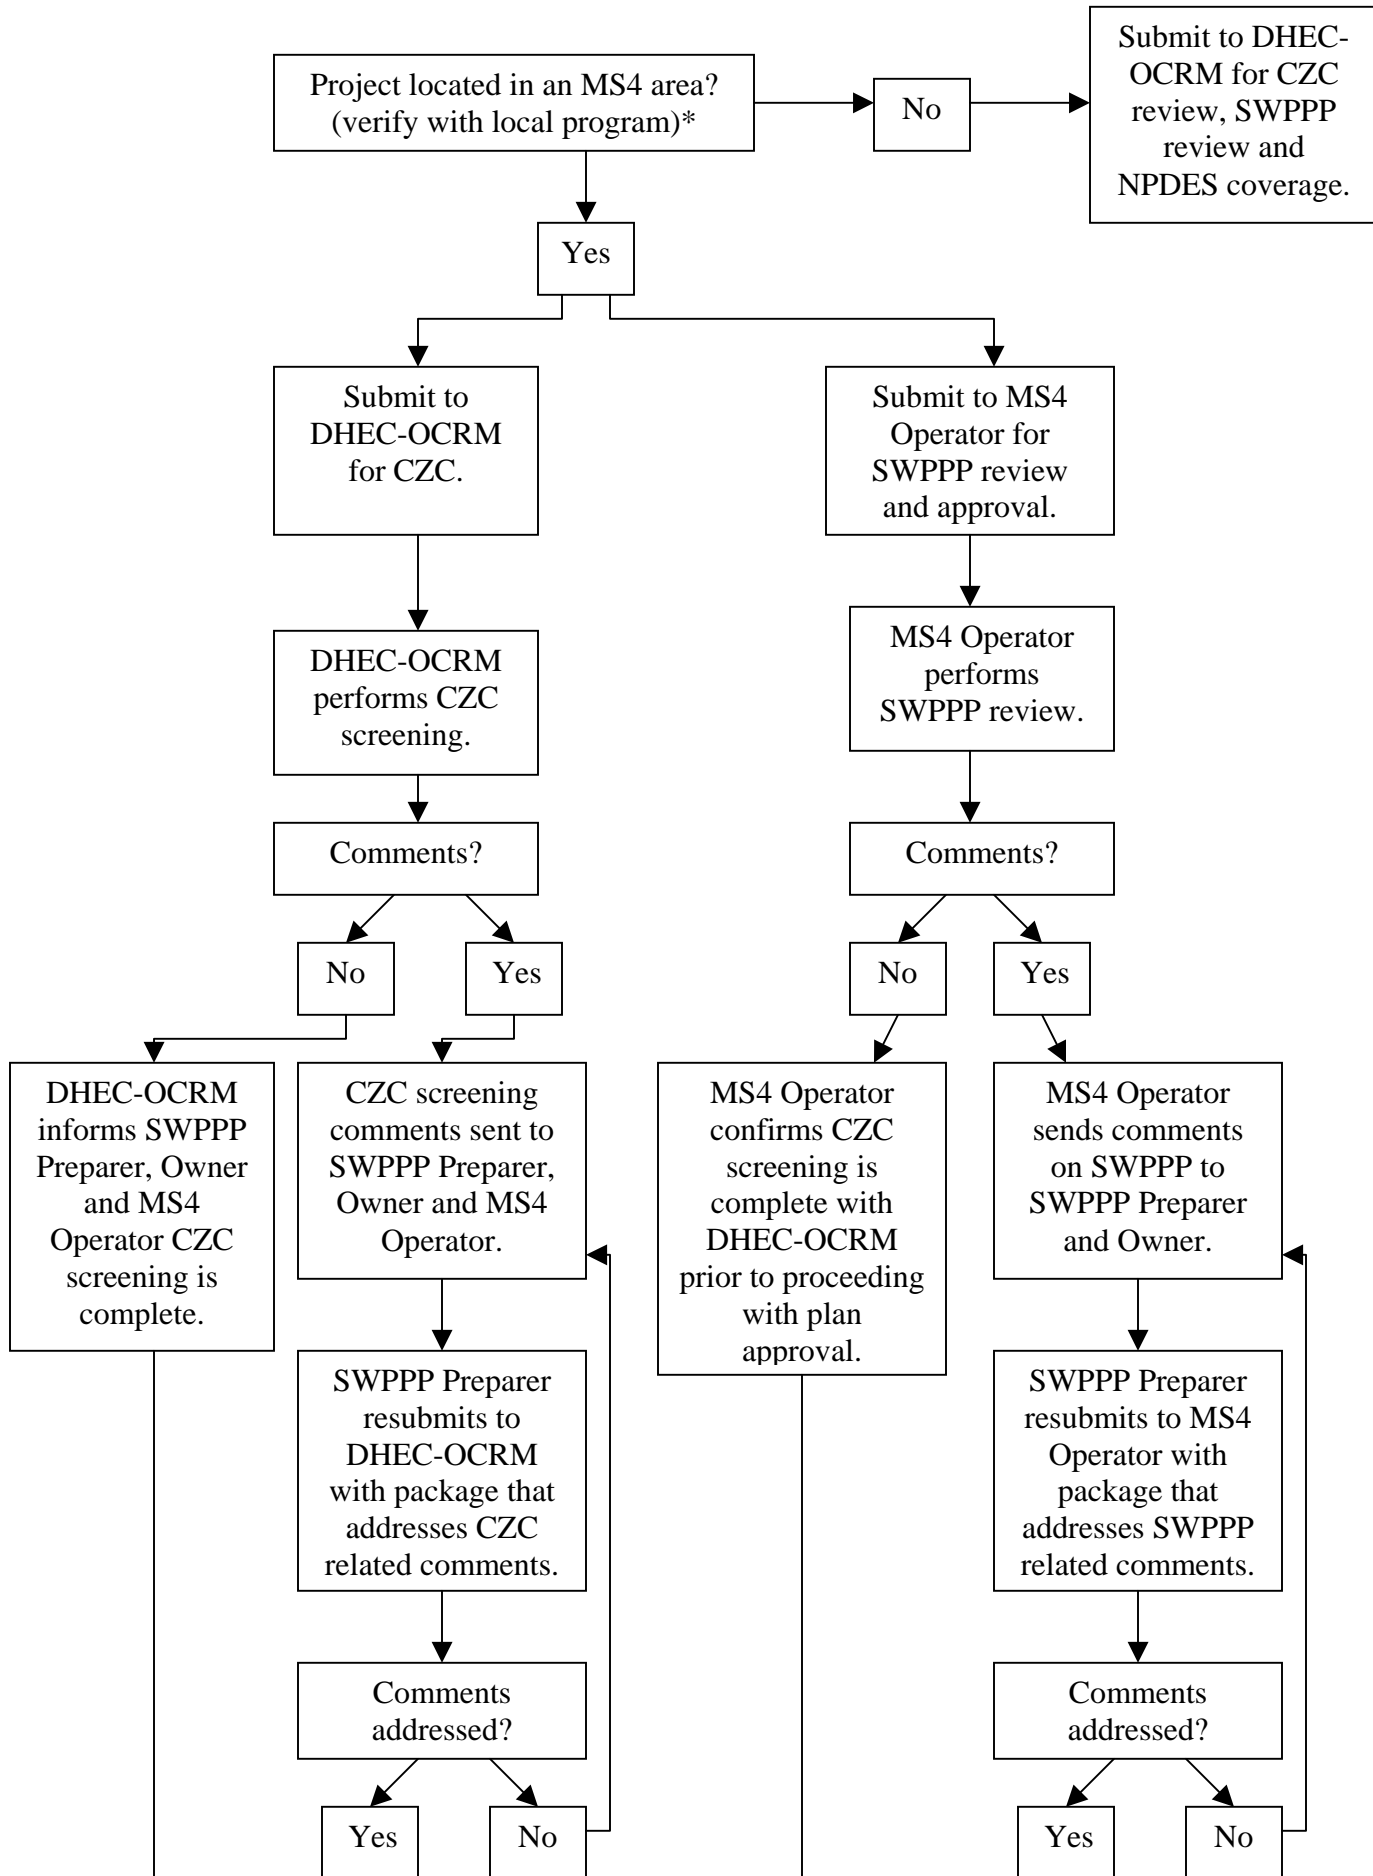 Project located in an MS4 area?
(verify with local program)*
No
Submit to DHEC-
OCRM for CZC
review, SWPPP
review and
NPDES coverage.
Yes
Submit to
DHEC-OCRM
for CZC.
Submit to MS4
Operator for
SWPPP review
and approval.
DHEC-OCRM
performs CZC
screening.
MS4 Operator
performs
SWPPP review.
Comments?
Comments?
No
Yes
No
Yes
DHEC-OCRM
informs SWPPP
Preparer, Owner
and MS4
Operator CZC
screening is
complete.
CZC screening
comments sent to
SWPPP Preparer,
Owner and MS4
Operator.
MS4 Operator
confirms CZC
screening is
complete with
DHEC-OCRM
prior to proceeding
with plan
approval.
MS4 Operator
sends comments
on SWPPP to
SWPPP Preparer
and Owner.
SWPPP Preparer
resubmits to
DHEC-OCRM
with package that
addresses CZC
related comments.
SWPPP Preparer
resubmits to MS4
Operator with
package that
addresses SWPPP
related comments.
Comments
addressed?
Comments
addressed?
Yes
No
Yes
No